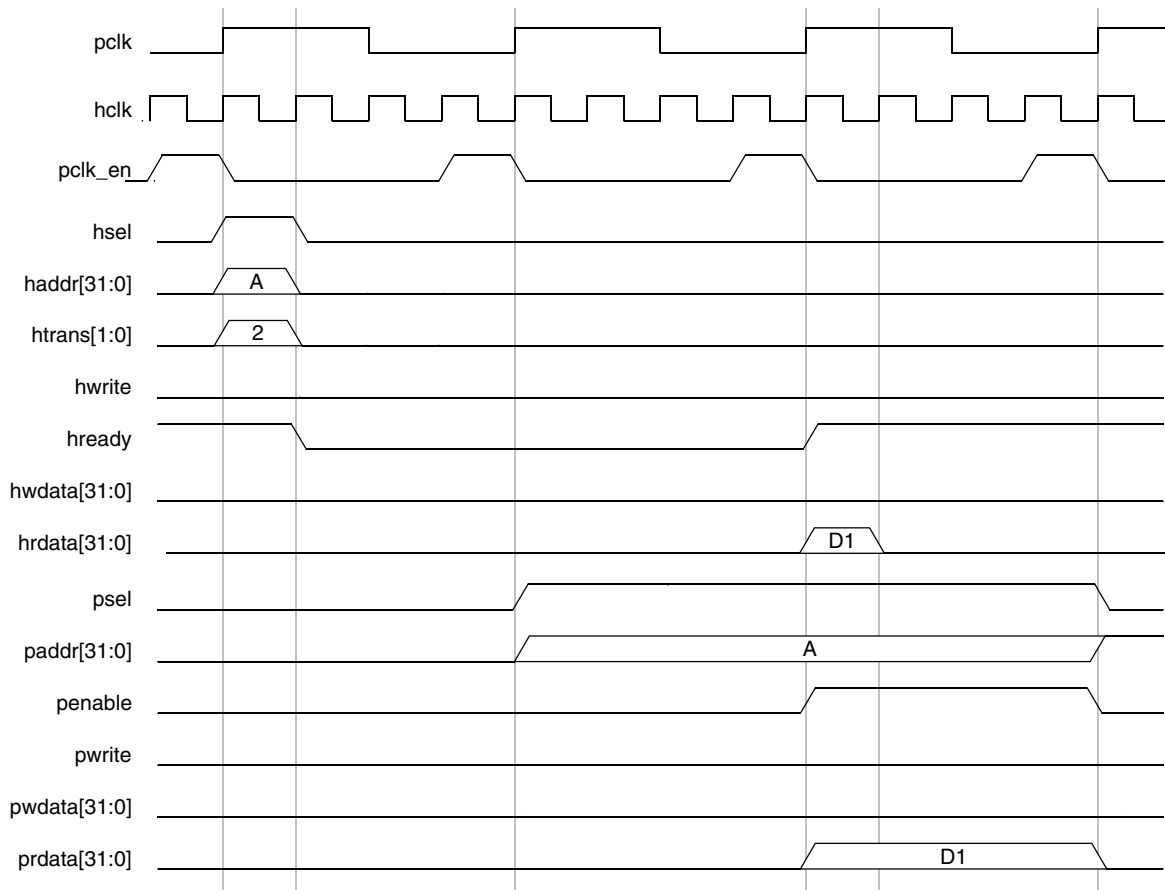 pclk
hclk
pclk_en
hsel
haddr[31:0] A
htrans[1:0] 2
hwrite
hready
hwdata[31:0]
hrdata[31:0] D1
psel
paddr[31:0] A
penable
pwrite
pwdata[31:0]
prdata[31:0] D1